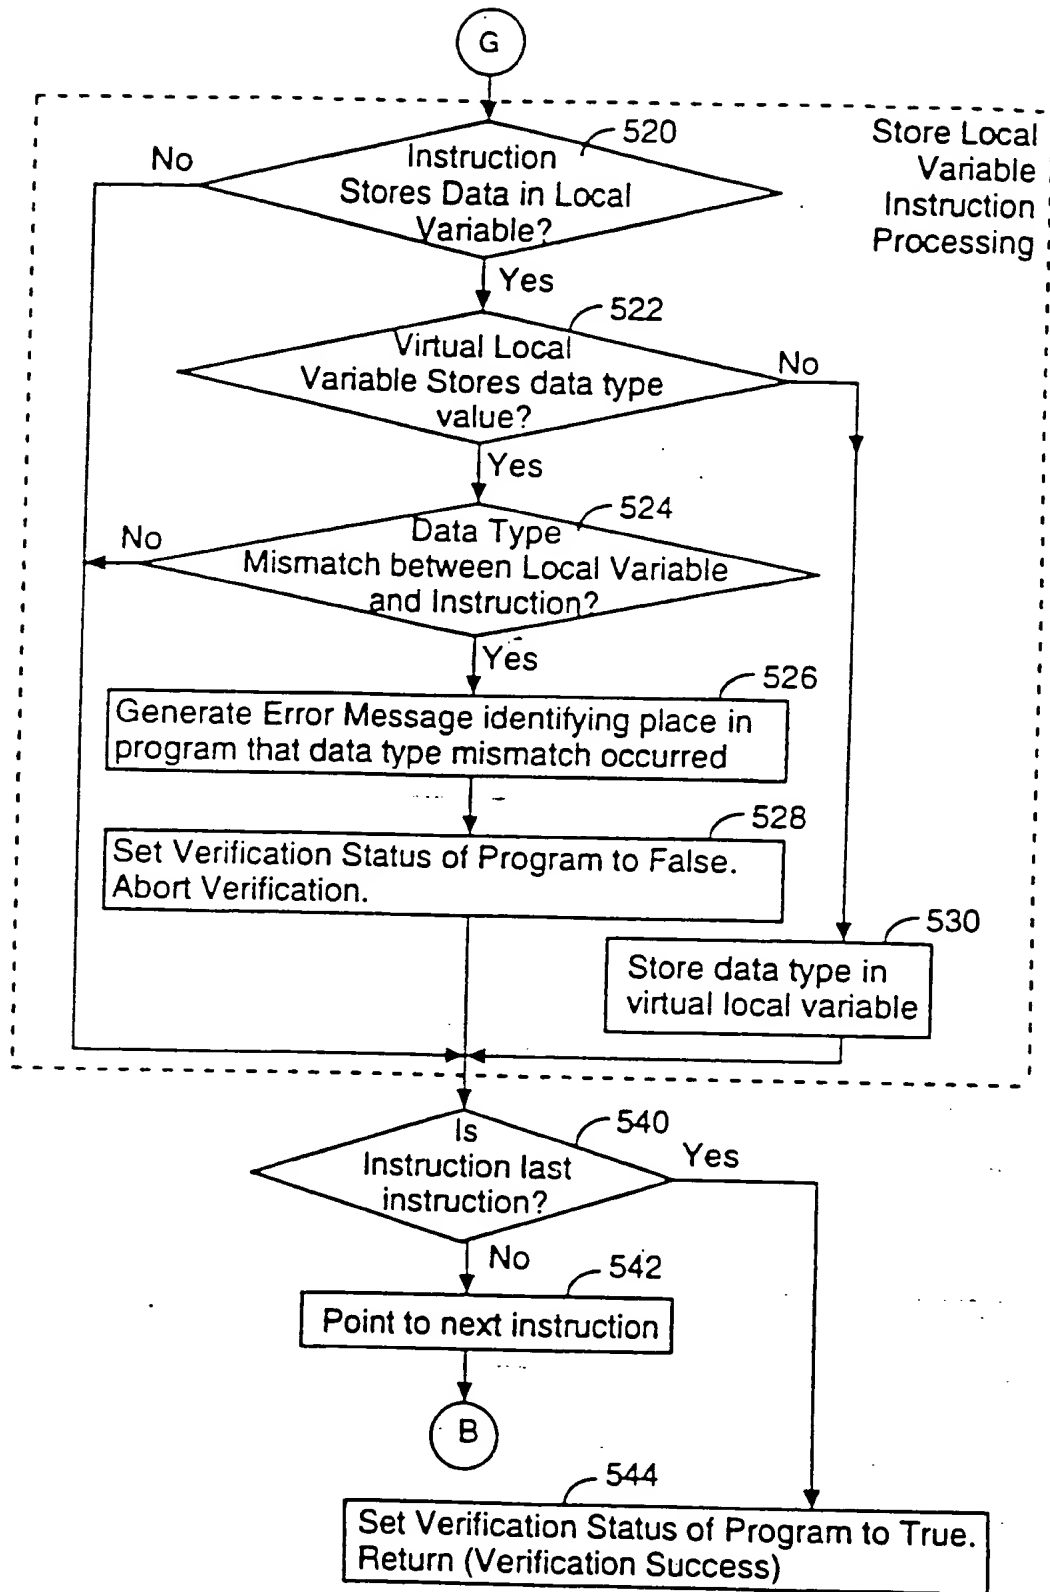 G
520
Store Local
Variable
Instruction
Processing
No
Instruction
Stores Data in Local
Variable?
Yes
522
Virtual Local
Variable Stores data type
value?
No
Yes
524
No
Data Type
Mismatch between Local Variable
and Instruction?
Yes
526
Generate Error Message identifying place in
program that data type mismatch occurred
528
Set Verification Status of Program to False.
Abort Verification.
530
Store data type in
virtual local variable
540
Is
Instruction last
instruction?
Yes
No
542
Point to next instruction
B
544
Set Verification Status of Program to True.
Return (Verification Success)